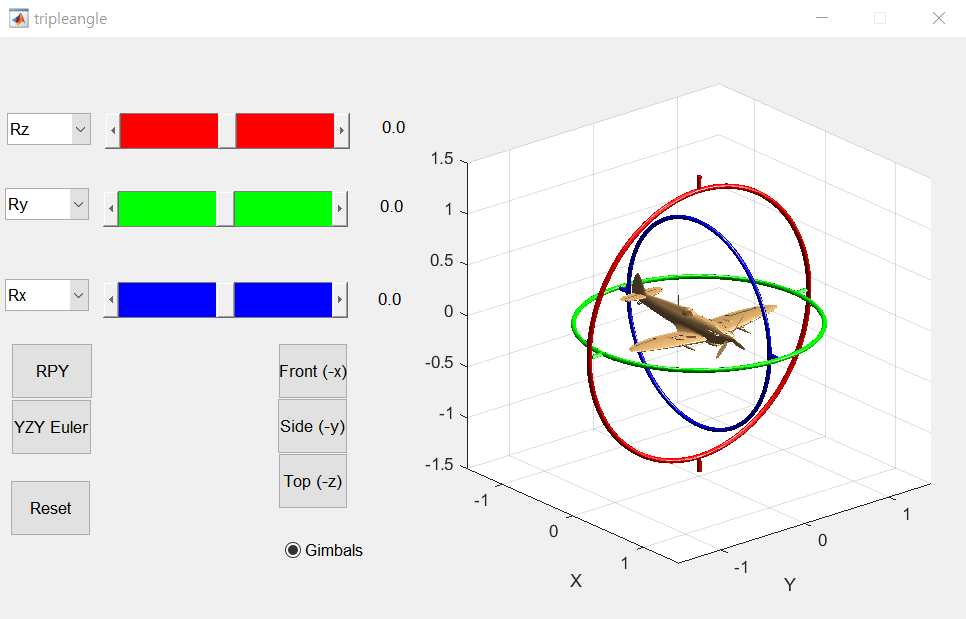 tripleangle
Rz
0.0
Ry
0.0
Rx
0.0
RPY
YZY Euler
Reset
Front (-x)
Side (-y)
Top (-z)
Gimbals
1.5
1
0.5
0
-0.5
-1
-1.5
-1
0
1
X
-1
0
1
Y